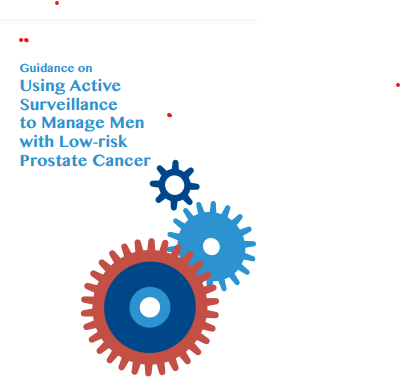 Guidance on
Using Active
Surveillance
to Manage Men
with Low-risk
Prostate Cancer